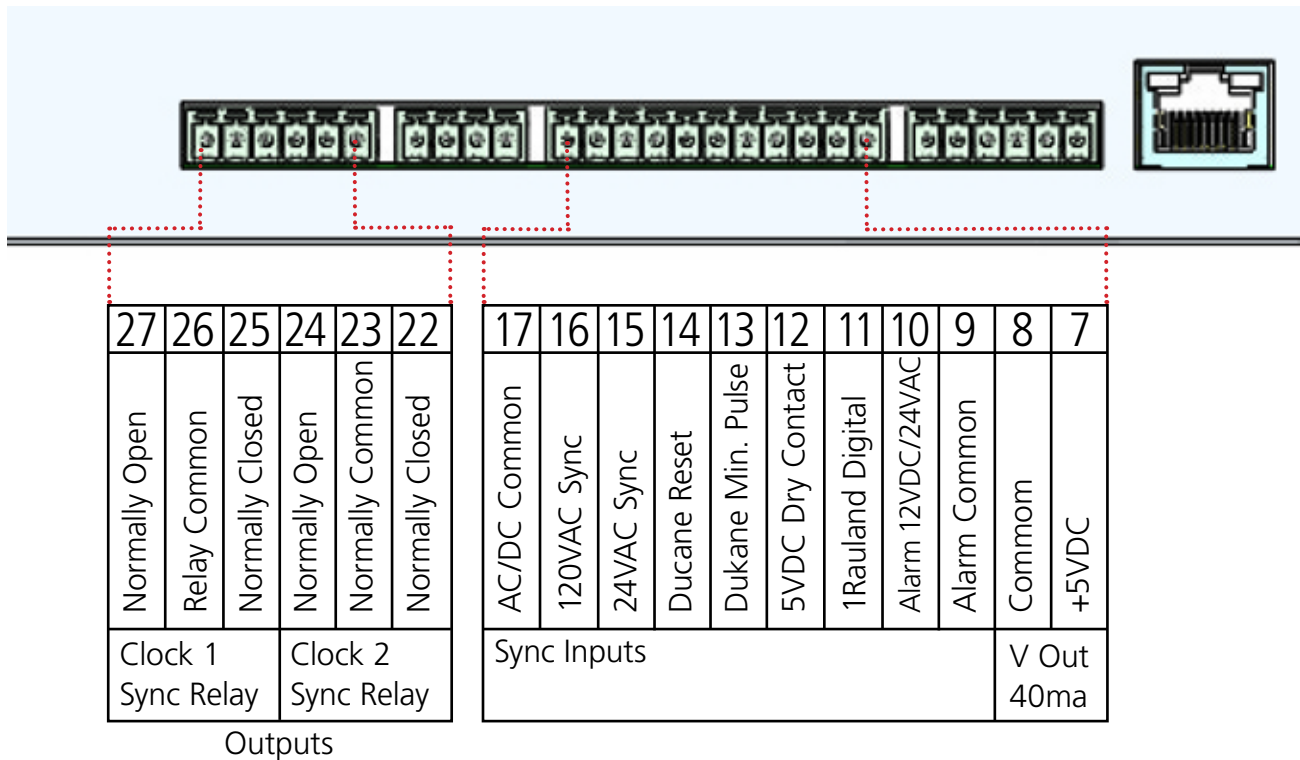 27 26 25 24 23 22
Normally Open
Relay Common
Normally Closed
Normally Open
Normally Common
Normally Closed
Clock 1
Sync Relay
Clock 2
Sync Relay
Outputs
17 16 15 14 13 12 11 10 9 8 7
AC/DC Common
120VAC Sync
24VAC Sync
Ducane Reset
Dukane Min. Pulse
5VDC Dry Contact
1Rauland Digital
Alarm 12VDC/24VAC
Alarm Common
Commom
+5VDC
Sync Inputs
V Out
40ma